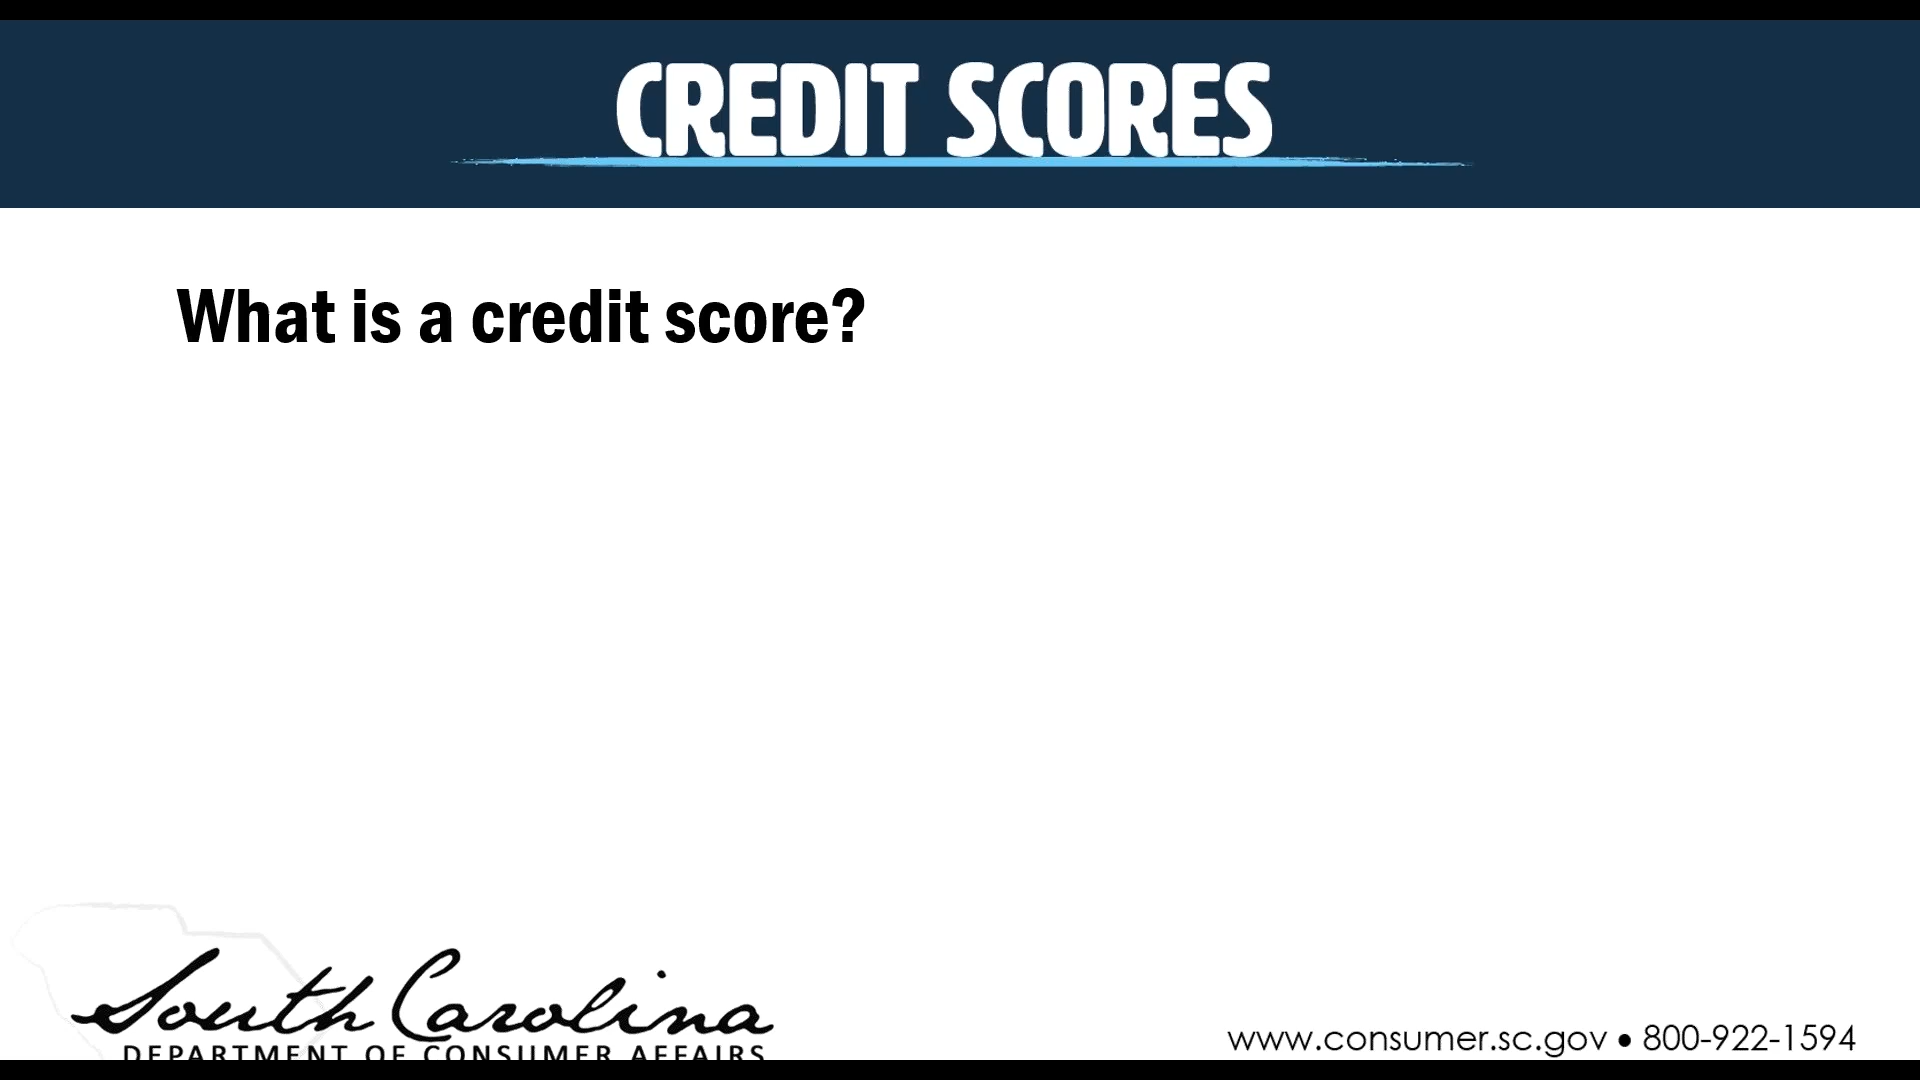 CREDIT SCORES
What is a credit score?
South Carolina
DEPARTMENT OF CONSUMER AFFAIRS
www.consumer.sc.gov • 800-922-1594